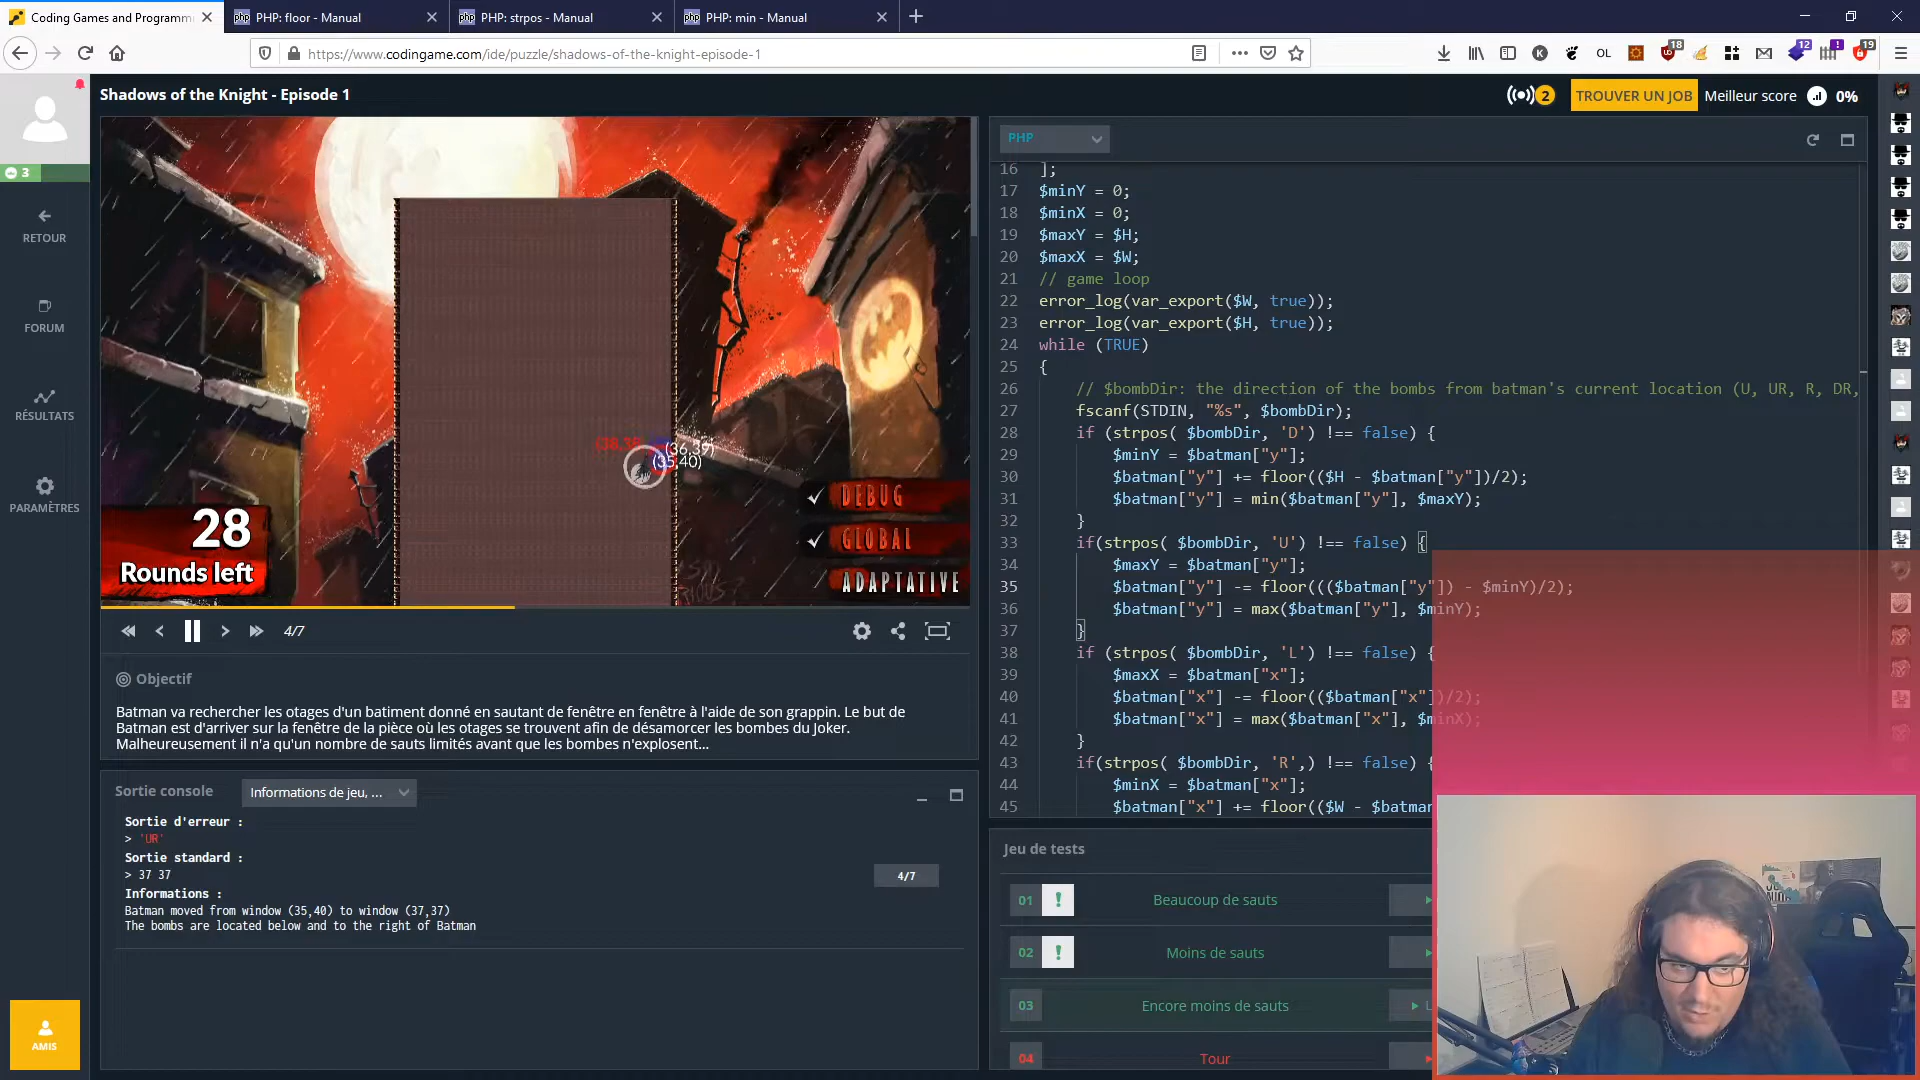 Coding Games and Programm
PHP: floor - Manual
PHP: strpos - Manual
PHP: min - Manual
https://www.codingame.com/ide/puzzle/shadows-of-the-knight-episode-1
OL
18
12
!
19
Shadows of the Knight - Episode 1
2
TROUVER UN JOB
Meilleur score
0%
3
RETOUR
FORUM
RÉSULTATS
PARAMÈTRES
AMIS
(36,39)
(35,40)
28
Rounds left
DEBUG
GLOBAL
ADAPTATIVE
4/7
Objectif
Batman va rechercher les otages d'un batiment donné en sautant de fenêtre en fenêtre à l'aide de son grappin. Le but de
Batman est d'arriver sur la fenêtre de la pièce où les otages se trouvent afin de désamorcer les bombes du Joker.
Malheureusement il n'a qu'un nombre de sauts limités avant que les bombes n'explosent...
Sortie console
Informations de jeu, ...
Sortie d'erreur :
> 'UR'
Sortie standard :
> 37 37
4/7
Informations :
Batman moved from window (35,40) to window (37,37)
The bombs are located below and to the right of Batman
PHP
16 ];
17 $minY = 0;
18 $minX = 0;
19 $maxY = $H;
20 $maxX = $W;
21 // game loop
22 error_log(var_export($W, true));
23 error_log(var_export($H, true));
24 while (TRUE)
25 {
26 // $bombDir: the direction of the bombs from batman's current location (U, UR, R, DR,
27 fscanf(STDIN, "%s", $bombDir);
28 if (strpos( $bombDir, 'D') !== false) {
29 $minY = $batman["y"];
30 $batman["y"] += floor(($H - $batman["y"])/2);
31 $batman["y"] = min($batman["y"], $maxY);
32 }
33 if(strpos( $bombDir, 'U') !== false) {
34 $maxY = $batman["y"];
35 $batman["y"] -= floor((($batman["y"]) - $minY)/2);
36 $batman["y"] = max($batman["y"], $minY);
37 }
38 if (strpos( $bombDir, 'L') !== false) {
39 $maxX = $batman["x"];
40 $batman["x"] -= floor(($batman["x"])/2);
41 $batman["x"] = max($batman["x"], $minX);
42 }
43 if(strpos( $bombDir, 'R',) !== false) {
44 $minX = $batman["x"];
45 $batman["x"] += floor(($W - $batman
Jeu de tests
01 ! Beaucoup de sauts
02 ! Moins de sauts
03 Encore moins de sauts
04 Tour